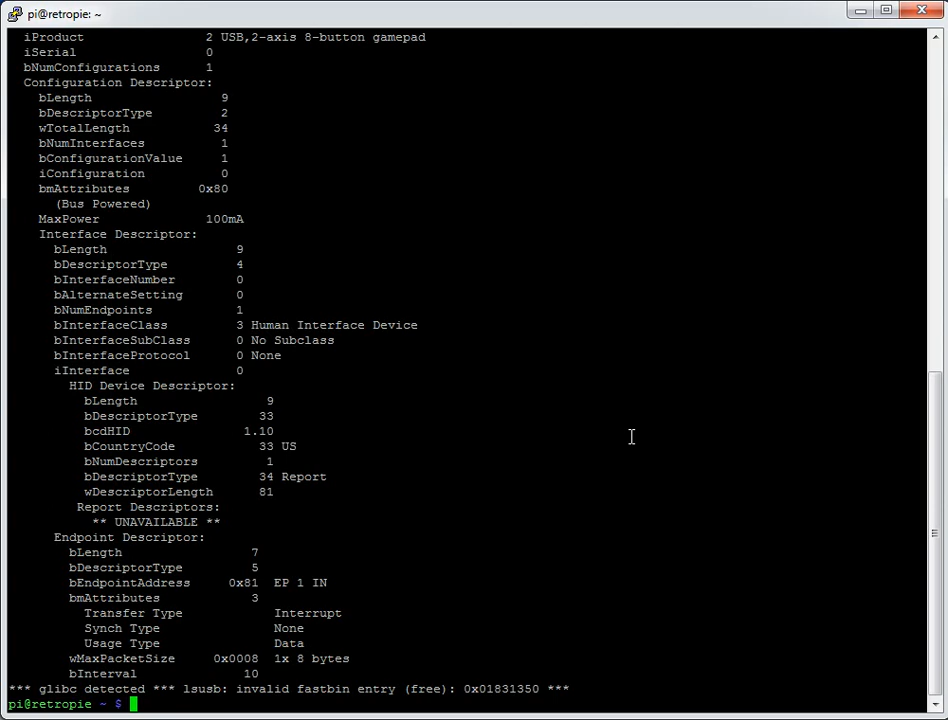 pi@retropie: ~
iProduct 2 USB,2-axis 8-button gamepad
iSerial 0
bNumConfigurations 1
Configuration Descriptor:
bLength 9
bDescriptorType 2
wTotalLength 34
bNumInterfaces 1
bConfigurationValue 1
iConfiguration 0
bmAttributes 0x80
(Bus Powered)
MaxPower 100mA
Interface Descriptor:
bLength 9
bDescriptorType 4
bInterfaceNumber 0
bAlternateSetting 0
bNumEndpoints 1
bInterfaceClass 3 Human Interface Device
bInterfaceSubClass 0 No Subclass
bInterfaceProtocol 0 None
iInterface 0
HID Device Descriptor:
bLength 9
bDescriptorType 33
bcdHID 1.10
bCountryCode 33 US
bNumDescriptors 1
bDescriptorType 34 Report
wDescriptorLength 81
Report Descriptors:
** UNAVAILABLE **
Endpoint Descriptor:
bLength 7
bDescriptorType 5
bEndpointAddress 0x81 EP 1 IN
bmAttributes 3
Transfer Type Interrupt
Synch Type None
Usage Type Data
wMaxPacketSize 0x0008 1x 8 bytes
bInterval 10
*** glibc detected *** lsusb: invalid fastbin entry (free): 0x01831350 ***
pi@retropie ~ $